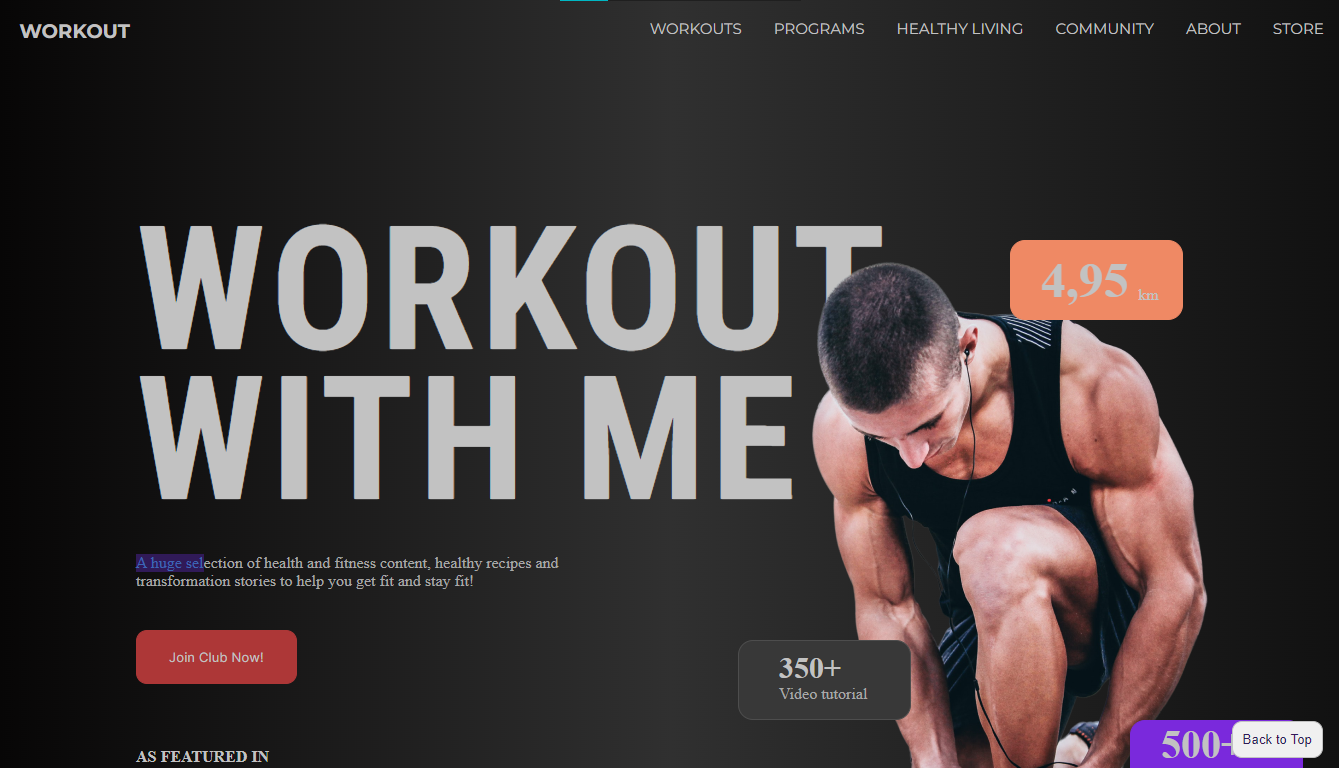 WORKOUT
WORKOUTS PROGRAMS HEALTHY LIVING COMMUNITY ABOUT STORE
WORKOUT
WITH ME
4,95 km
A huge selection of health and fitness content, healthy recipes and
transformation stories to help you get fit and stay fit!
Join Club Now!
350+
Video tutorial
AS FEATURED IN
500+
Back to Top